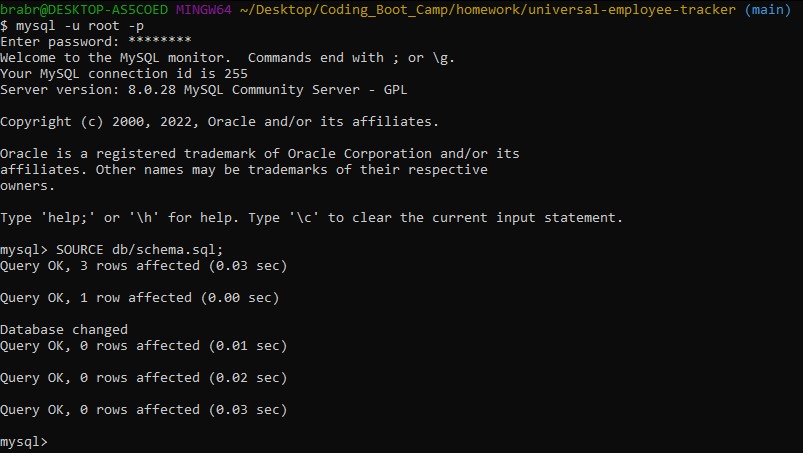 brabr@DESKTOP-AS5COED MINGW64 ~/Desktop/Coding_Boot_Camp/homework/universal-employee-tracker (main)
$ mysql -u root -p
Enter password: ********
Welcome to the MySQL monitor.  Commands end with ; or \g.
Your MySQL connection id is 255
Server version: 8.0.28 MySQL Community Server - GPL
Copyright (c) 2000, 2022, Oracle and/or its affiliates.
Oracle is a registered trademark of Oracle Corporation and/or its
affiliates. Other names may be trademarks of their respective
owners.
Type 'help;' or '\h' for help. Type '\c' to clear the current input statement.
mysql> SOURCE db/schema.sql;
Query OK, 3 rows affected (0.03 sec)
Query OK, 1 row affected (0.00 sec)
Database changed
Query OK, 0 rows affected (0.01 sec)
Query OK, 0 rows affected (0.02 sec)
Query OK, 0 rows affected (0.03 sec)
mysql>